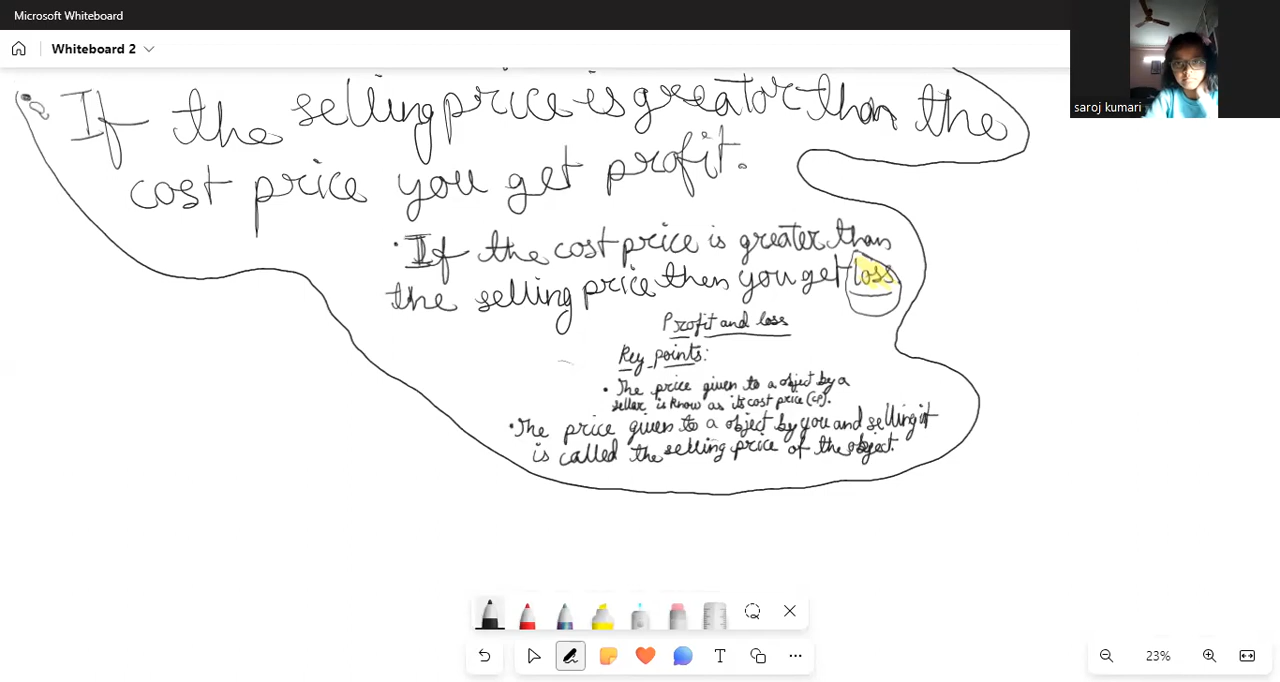 Microsoft Whiteboard
Whiteboard 2
saroj kumari
If the selling price is greator than the
cost price you get profit.
• If the cost price is greater than
the selling price then you get loss.
Profit and loss
Key points:
• The price given to a object by a
seller is know as its cost price (CP).
• The price given to a object by you and selling it
is called the selling price of the object.
23%